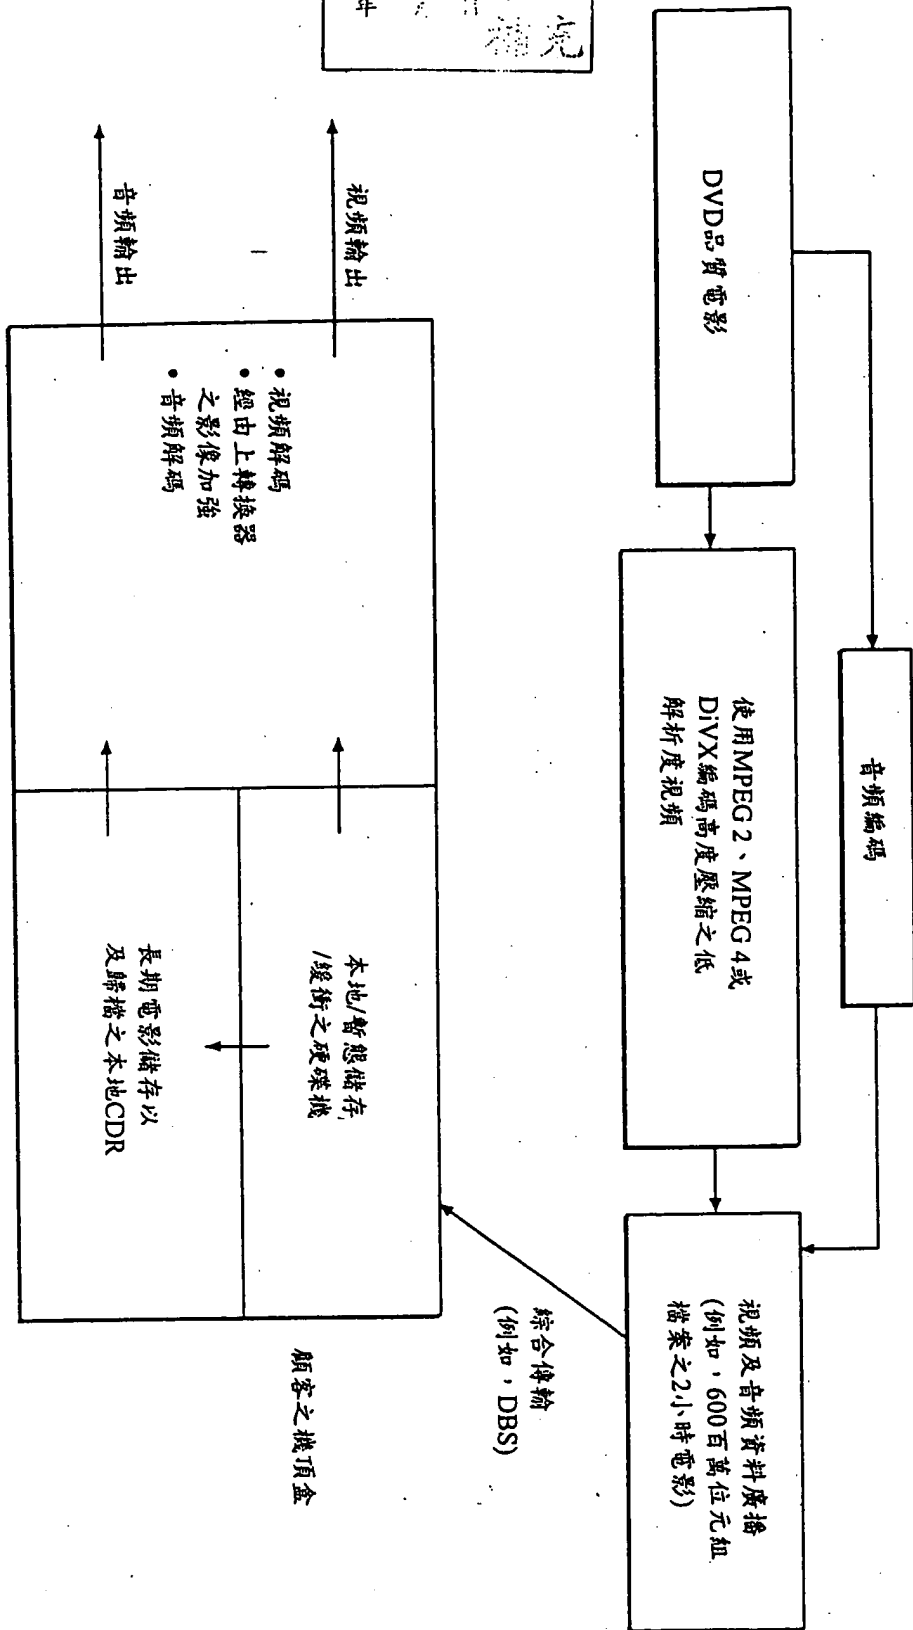 補充
年
DVD品質電影
音頻編碼
使用MPEG 2、MPEG 4或
DiVX編碼高度壓縮之低
解析度視頻
視頻及音頻資料廣播
(例如，600百萬位元組
檔案之2小時電影)
綜合傳輸
(例如，DBS)
顧客之機頂盒
本地/暫態儲存
/緩衝之硬碟機
長期電影儲存以
及歸檔之本地CDR
• 視頻解碼
• 經由上轉換器
之影像加強
• 音頻解碼
視頻輸出
音頻輸出